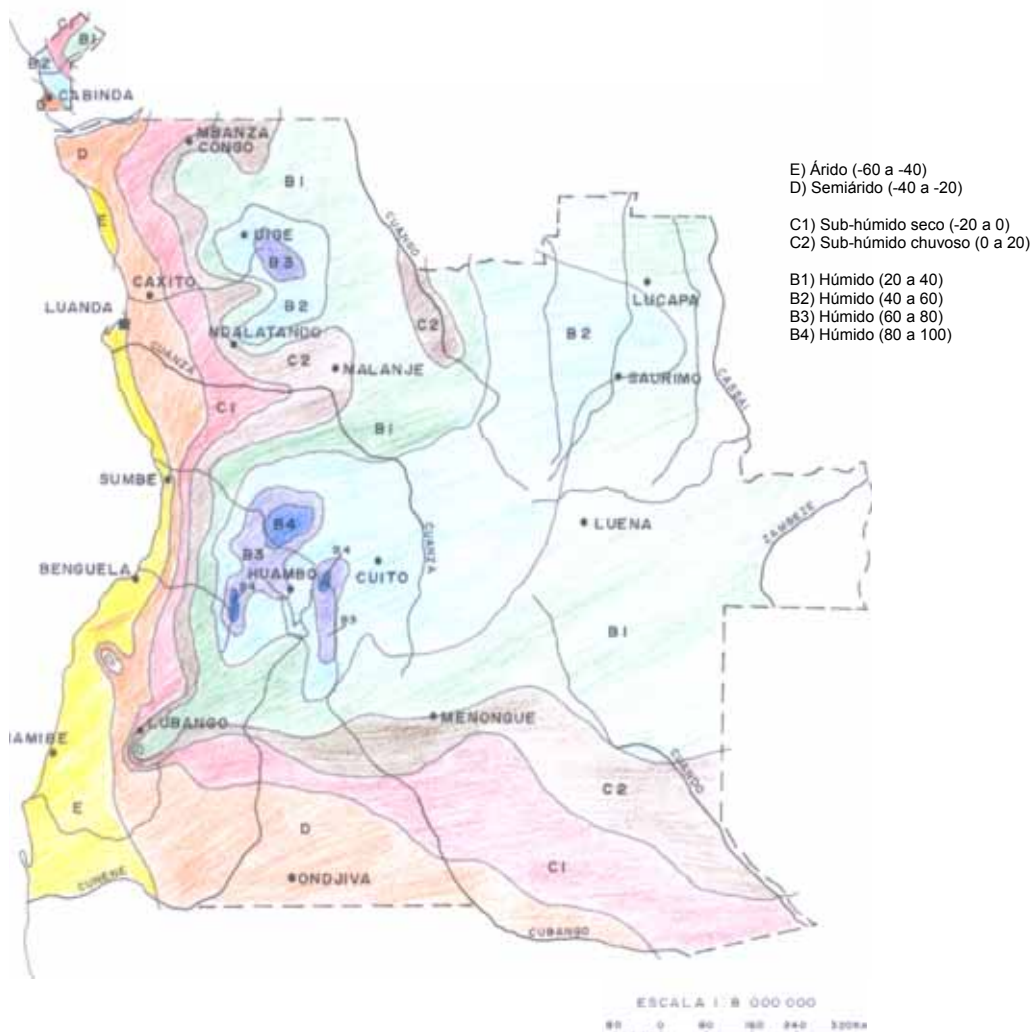 C1
B1
B2
CABINDA
D
MBANZA
CONGO
D
B1
E
CUANGO
UIGE
B3
CAXITO
LUCAPA
LUANDA
B2
C2
B2
NDALATANDO
CUANZA
C2
MALANJE
SAURIMO
CASSAI
C1
B1
SUMBE
B4
LUENA
ZAMBEZE
CUANZA
B3
B4
BENGUELA
HUAMBO
CUITO
B4
B3
B1
LUBANGO
MENONGUE
AMIBE
CUANDO
C2
E
D
C1
CUNENE
ONDJIVA
CUBANGO
E) Árido (-60 a -40)
D) Semiárido (-40 a -20)
C1) Sub-húmido seco (-20 a 0)
C2) Sub-húmido chuvoso (0 a 20)
B1) Húmido (20 a 40)
B2) Húmido (40 a 60)
B3) Húmido (60 a 80)
B4) Húmido (80 a 100)
ESCALA 1:8 000 000
80 0 80 160 240 320Km